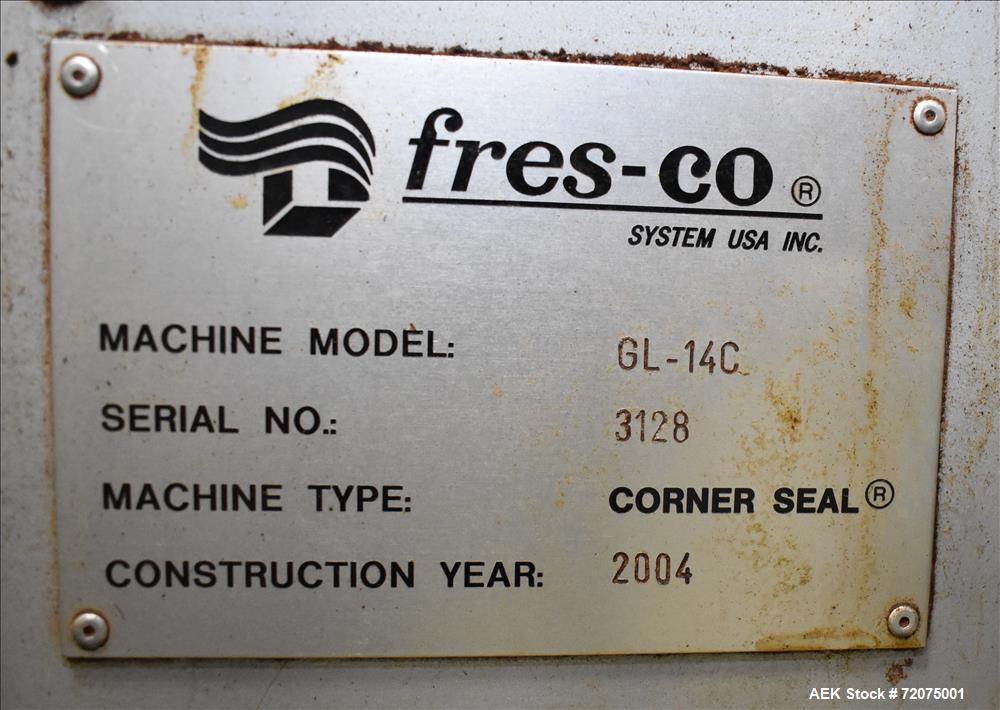 fres-co ®
SYSTEM USA INC.
MACHINE MODEL: GL-14C
SERIAL NO.: 3128
MACHINE TYPE: CORNER SEAL®
CONSTRUCTION YEAR: 2004
AEK Stock # 72075001